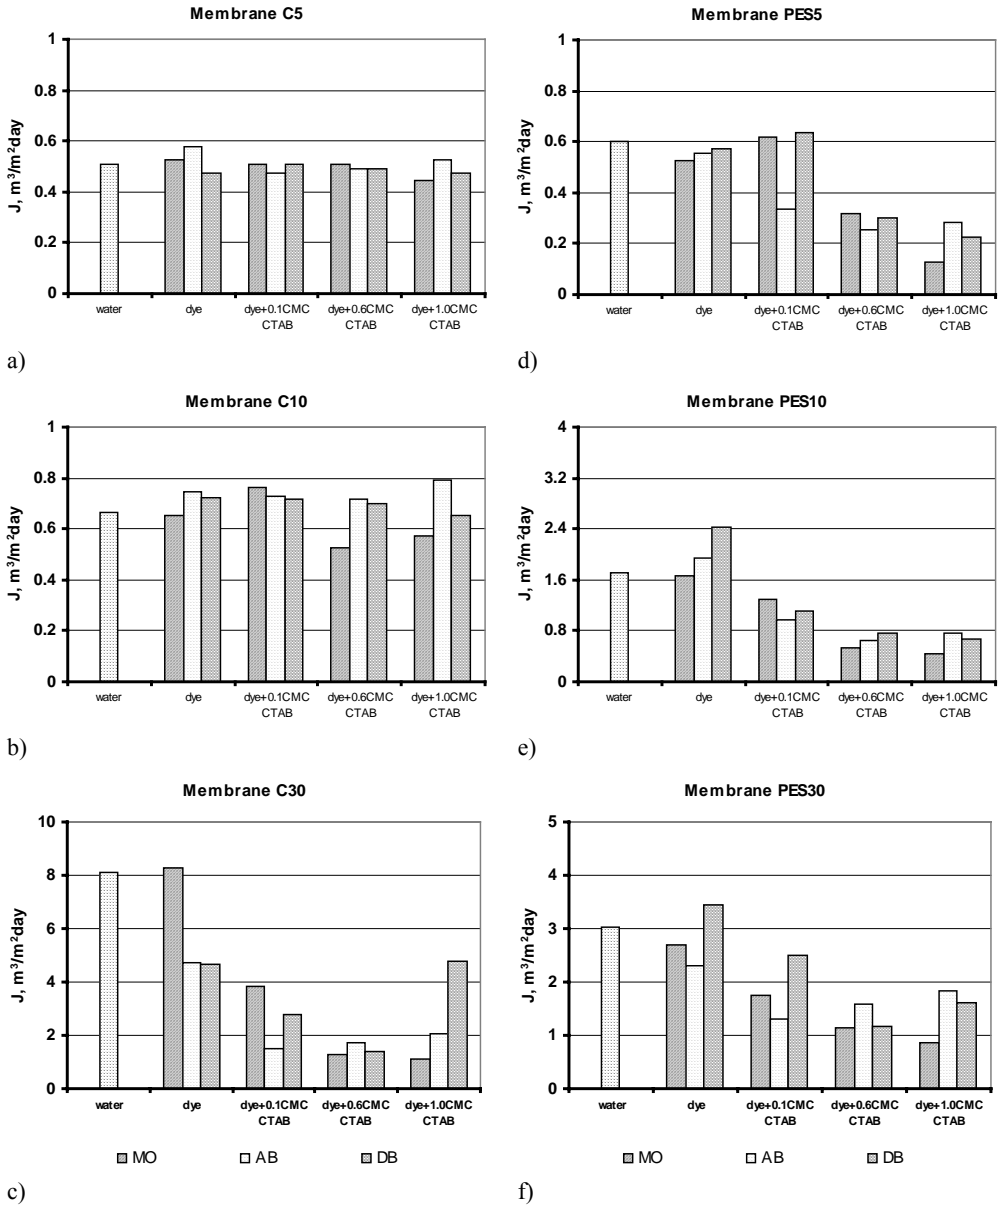 Membrane C5
J, m³/m²day
1
0.8
0.6
0.4
0.2
0
water
dye
dye+0.1CMC
CTAB
dye+0.6CMC
CTAB
dye+1.0CMC
CTAB
a)
Membrane PES5
J, m³/m²day
1
0.8
0.6
0.4
0.2
0
water
dye
dye+0.1CMC
CTAB
dye+0.6CMC
CTAB
dye+1.0CMC
CTAB
d)
Membrane C10
J, m³/m²day
1
0.8
0.6
0.4
0.2
0
water
dye
dye+0.1CMC
CTAB
dye+0.6CMC
CTAB
dye+1.0CMC
CTAB
b)
Membrane PES10
J, m³/m²day
4
3.2
2.4
1.6
0.8
0
water
dye
dye+0.1CMC
CTAB
dye+0.6CMC
CTAB
dye+1.0CMC
CTAB
e)
Membrane C30
J, m³/m²day
10
8
6
4
2
0
water
dye
dye+0.1CMC
CTAB
dye+0.6CMC
CTAB
dye+1.0CMC
CTAB
MO
AB
DB
c)
Membrane PES30
J, m³/m²day
5
4
3
2
1
0
water
dye
dye+0.1CMC
CTAB
dye+0.6CMC
CTAB
dye+1.0CMC
CTAB
MO
AB
DB
f)